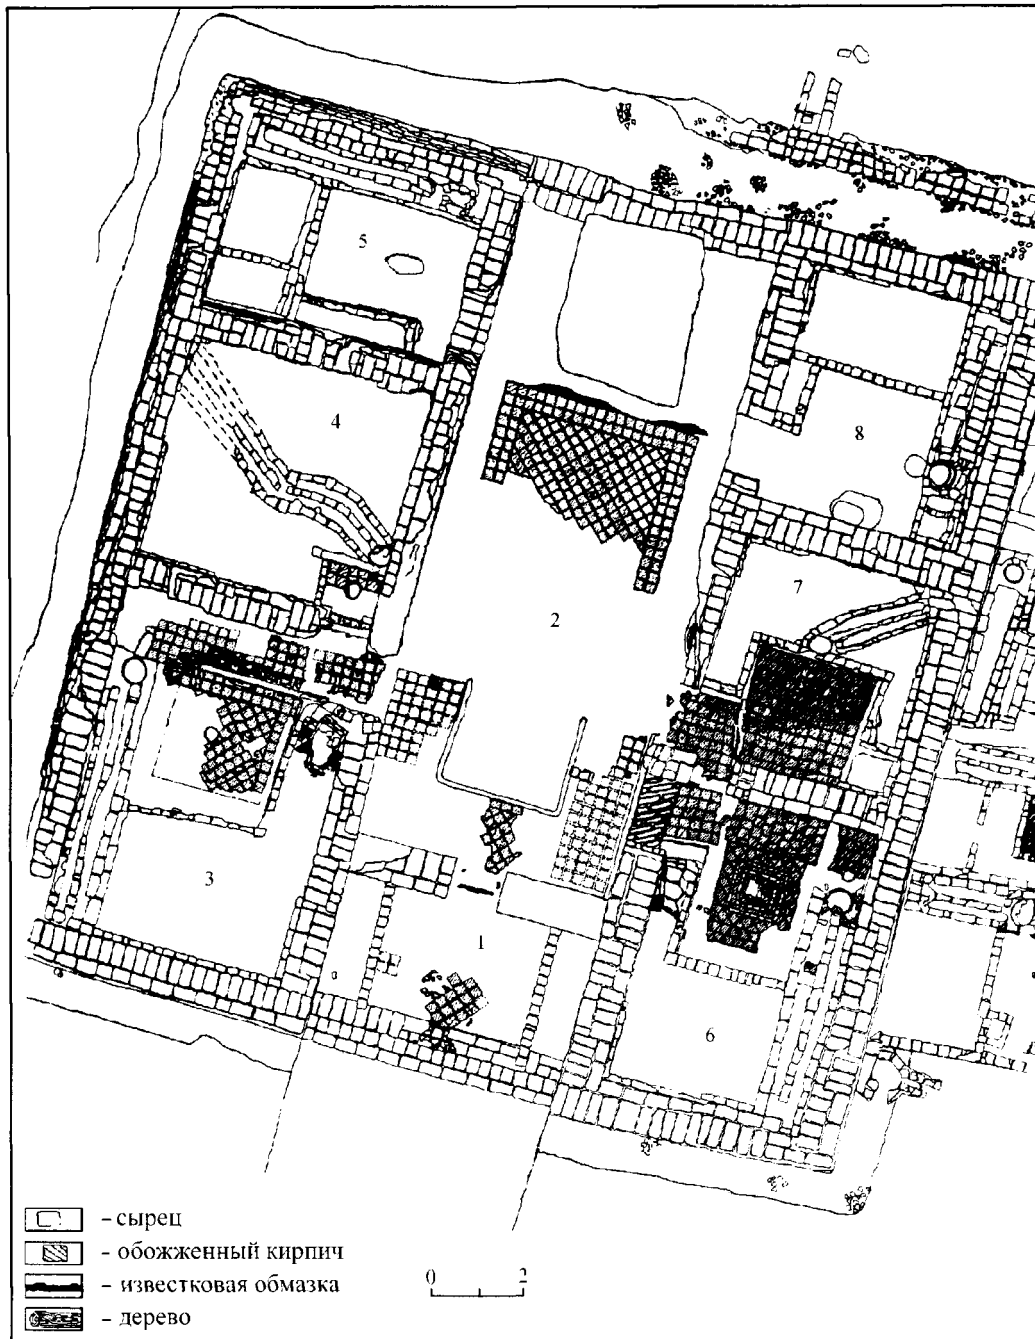 5
4
8
7
2
3
1
6
– сырец
– обожженный кирпич
– известковая обмазка
– дерево
0 2